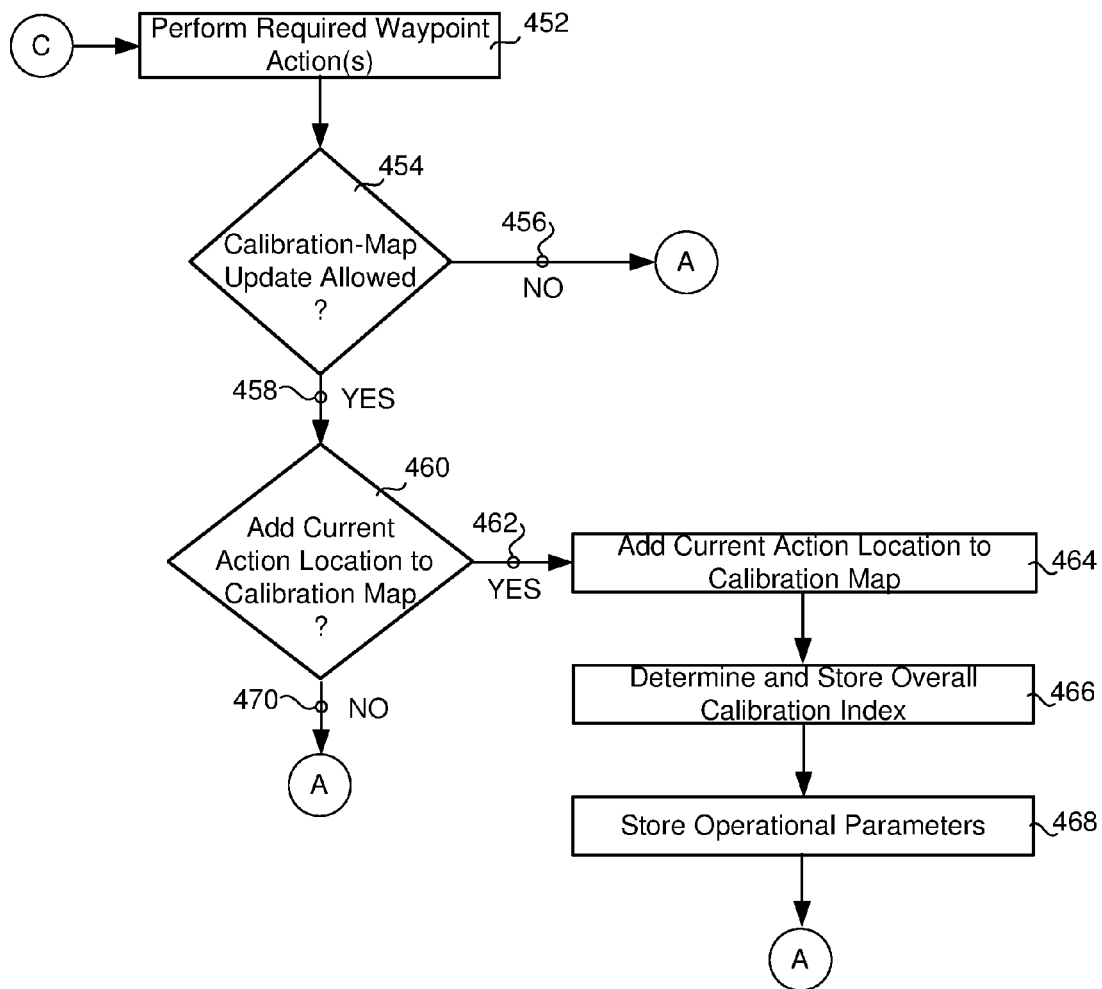 C
Perform Required Waypoint
Action(s)
452
454
Calibration-Map
Update Allowed
?
456
NO
A
458
YES
460
Add Current
Action Location to
Calibration Map
?
462
YES
Add Current Action Location to
Calibration Map
464
Determine and Store Overall
Calibration Index
466
470
NO
A
Store Operational Parameters
468
A